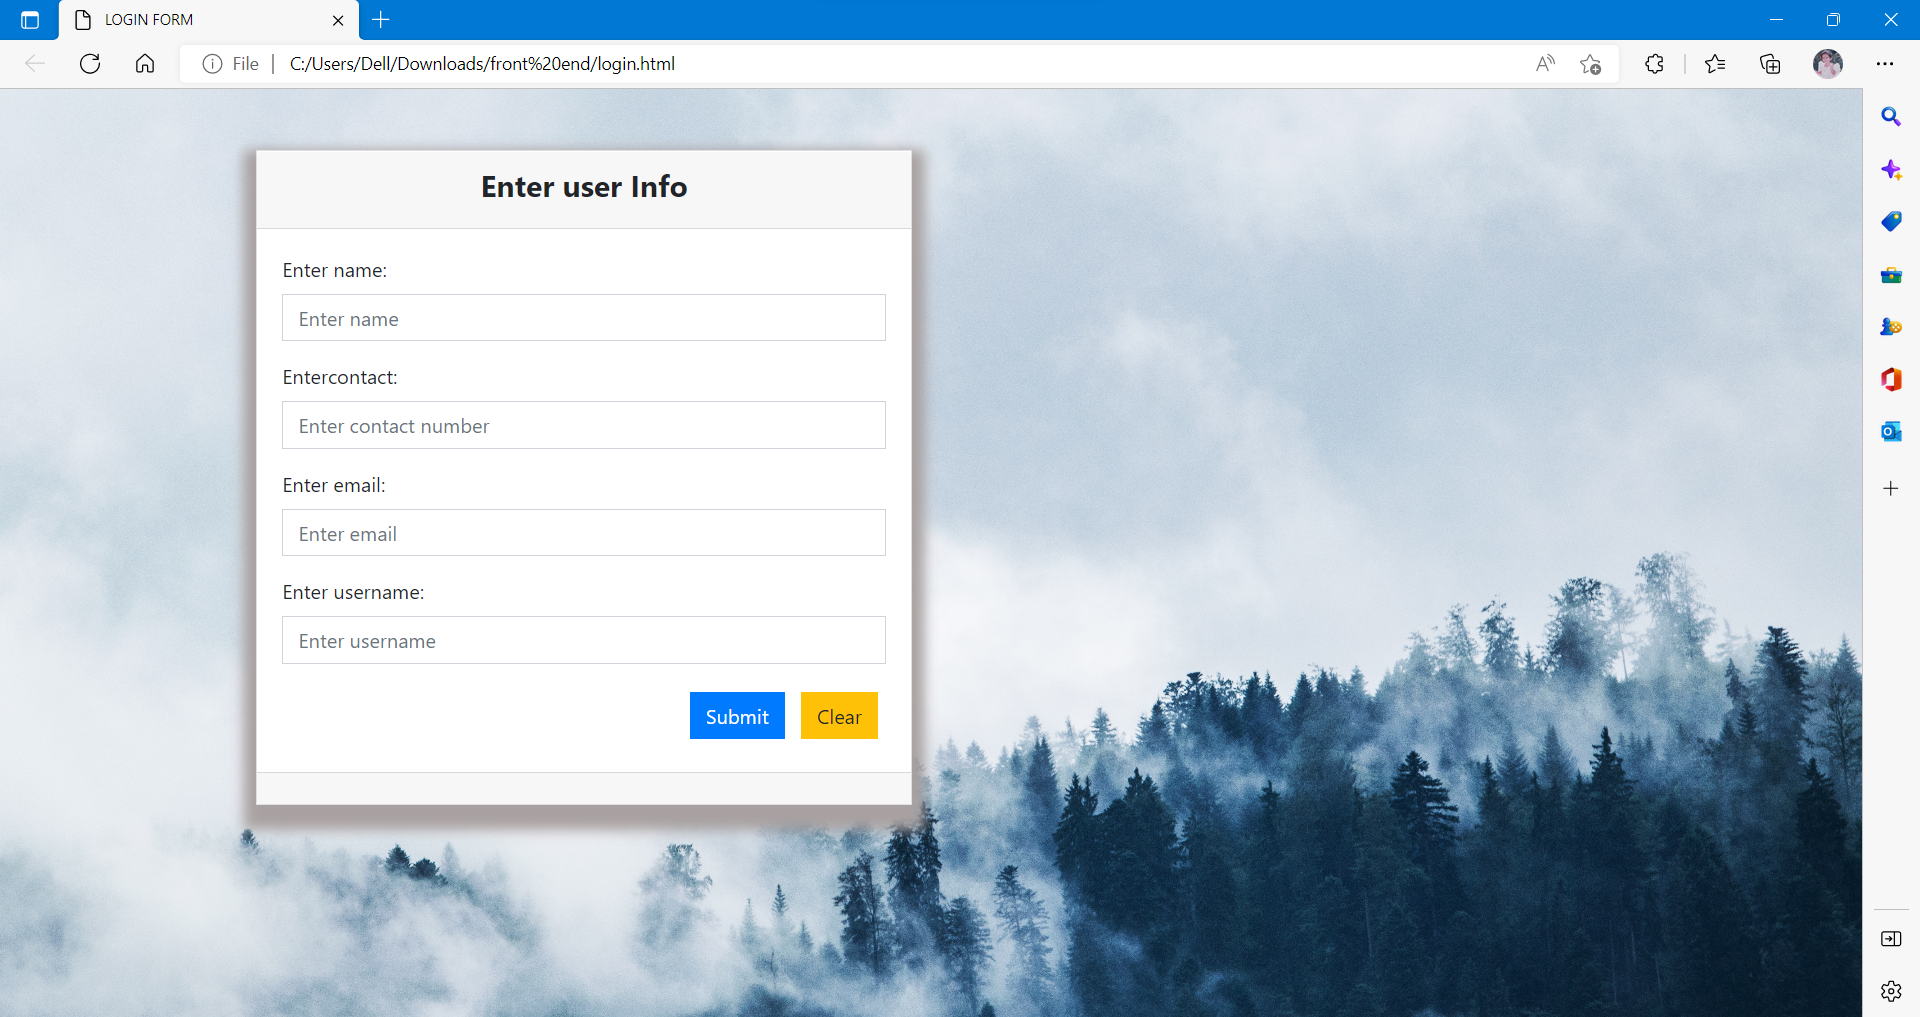 LOGIN FORM
File
C:/Users/Dell/Downloads/front%20end/login.html
Enter user Info
Enter name:
Enter name
Entercontact:
Enter contact number
Enter email:
Enter email
Enter username:
Enter username
Submit Clear